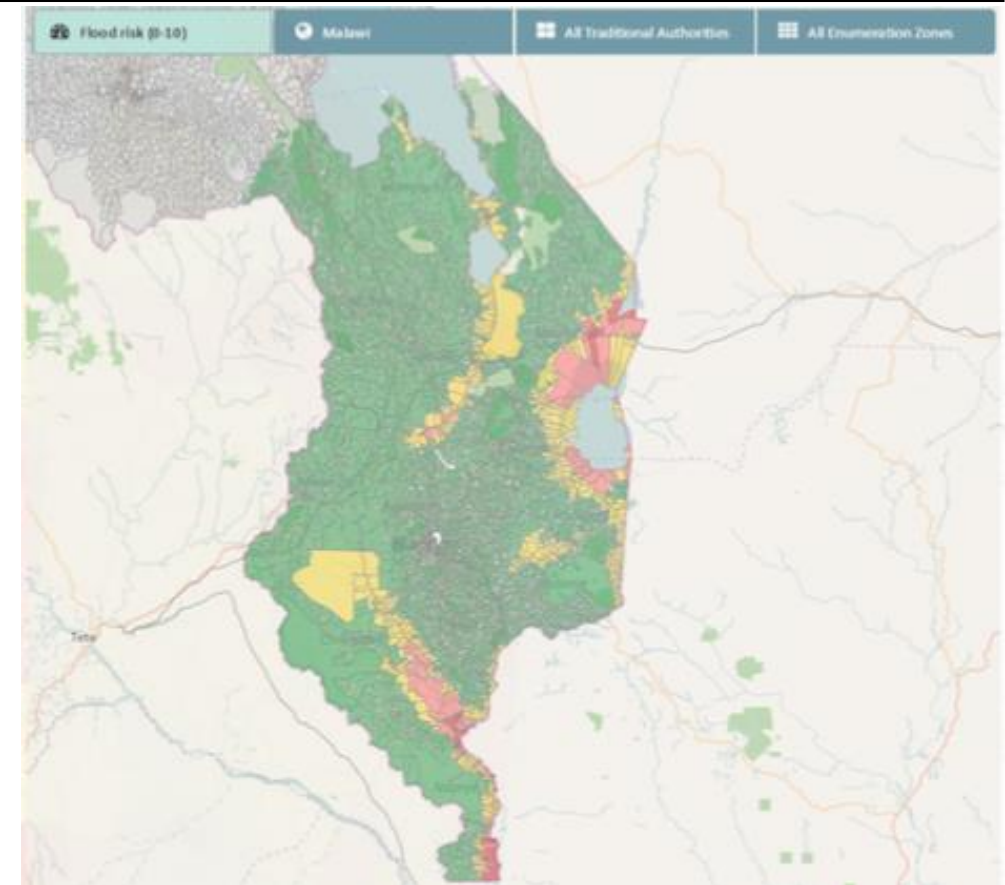 Flood risk (0-10)
Malawi
All Traditional Authorities
All Enumeration Zones
Tete